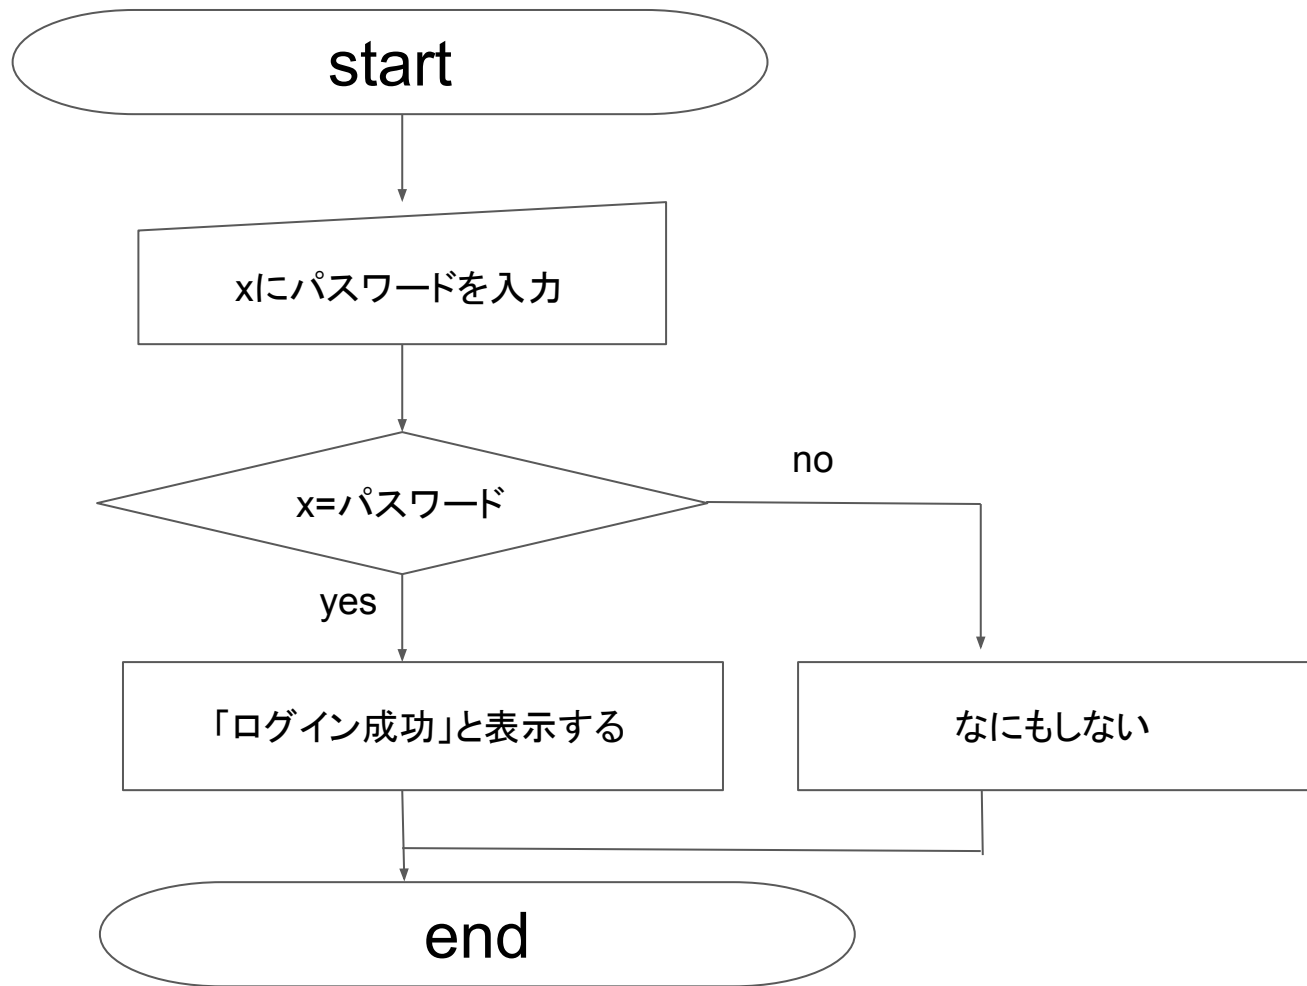 start
xにパスワードを入力
x=パスワード
no
yes
「ログイン成功」と表示する
なにもしない
end